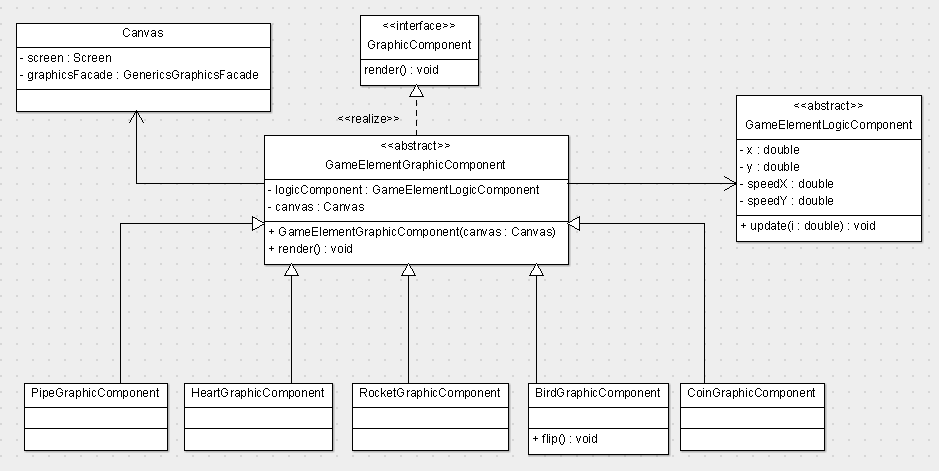 Canvas
- screen : Screen
- graphicsFacade : GenericsGraphicsFacade
<<interface>>
GraphicComponent
render() : void
<<realize>>
<<abstract>>
GameElementGraphicComponent
- logicComponent : GameElementLogicComponent
- canvas : Canvas
+ GameElementGraphicComponent(canvas : Canvas)
+ render() : void
<<abstract>>
GameElementLogicComponent
- x : double
- y : double
- speedX : double
- speedY : double
+ update(i : double) : void
PipeGraphicComponent
HeartGraphicComponent
RocketGraphicComponent
BirdGraphicComponent
+ flip() : void
CoinGraphicComponent